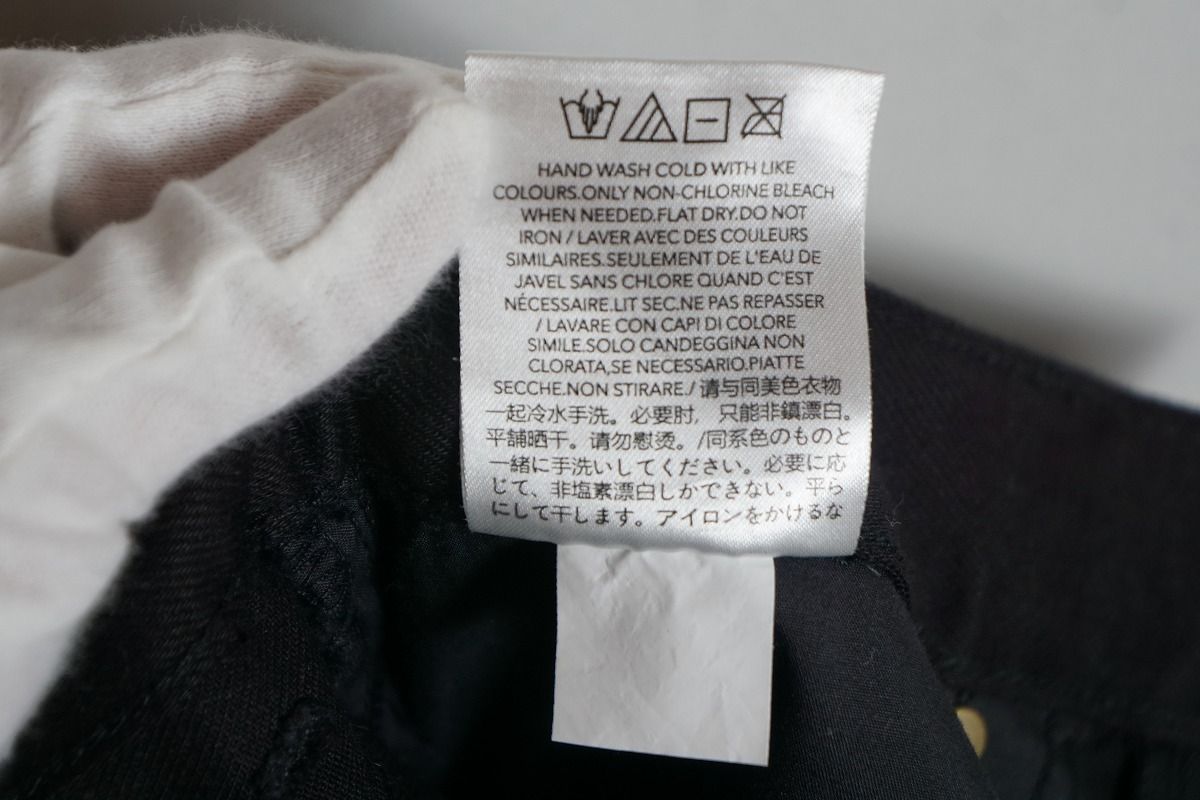 HAND WASH COLD WITH LIKE
COLOURS.ONLY NON-CHLORINE BLEACH
WHEN NEEDED.FLAT DRY.DO NOT
IRON / LAVER AVEC DES COULEURS
SIMILAIRES.SEULEMENT DE L'EAU DE
JAVEL SANS CHLORE QUAND C'EST
NÉCESSAIRE.LIT SEC.NE PAS REPASSER
/ LAVARE CON CAPI DI COLORE
SIMILE.SOLO CANDEGGINA NON
CLORATA,SE NECESSARIO.PIATTE
SECCHE.NON STIRARE./ 请与同美色衣物
一起冷水手洗。必要肘，只能非鎮漂白。
平舖晒干。请勿慰烫。/同系色のものと
一緒に手洗いしてください。必要に応
じて、非塩素漂白しかできない。平ら
にして干します。アイロンをかけるな